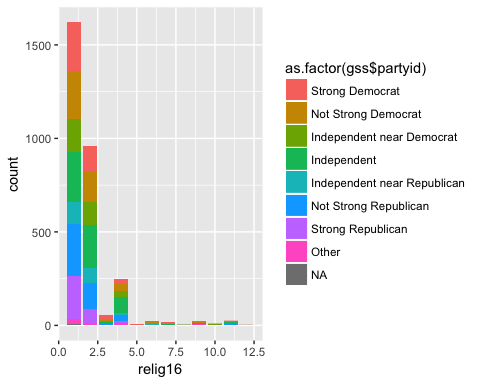 1500
1000
500
0
count
0.0 2.5 5.0 7.5 10.0 12.5
relig16
as.factor(gss$partyid)
Strong Democrat
Not Strong Democrat
Independent near Democrat
Independent
Independent near Republican
Not Strong Republican
Strong Republican
Other
NA